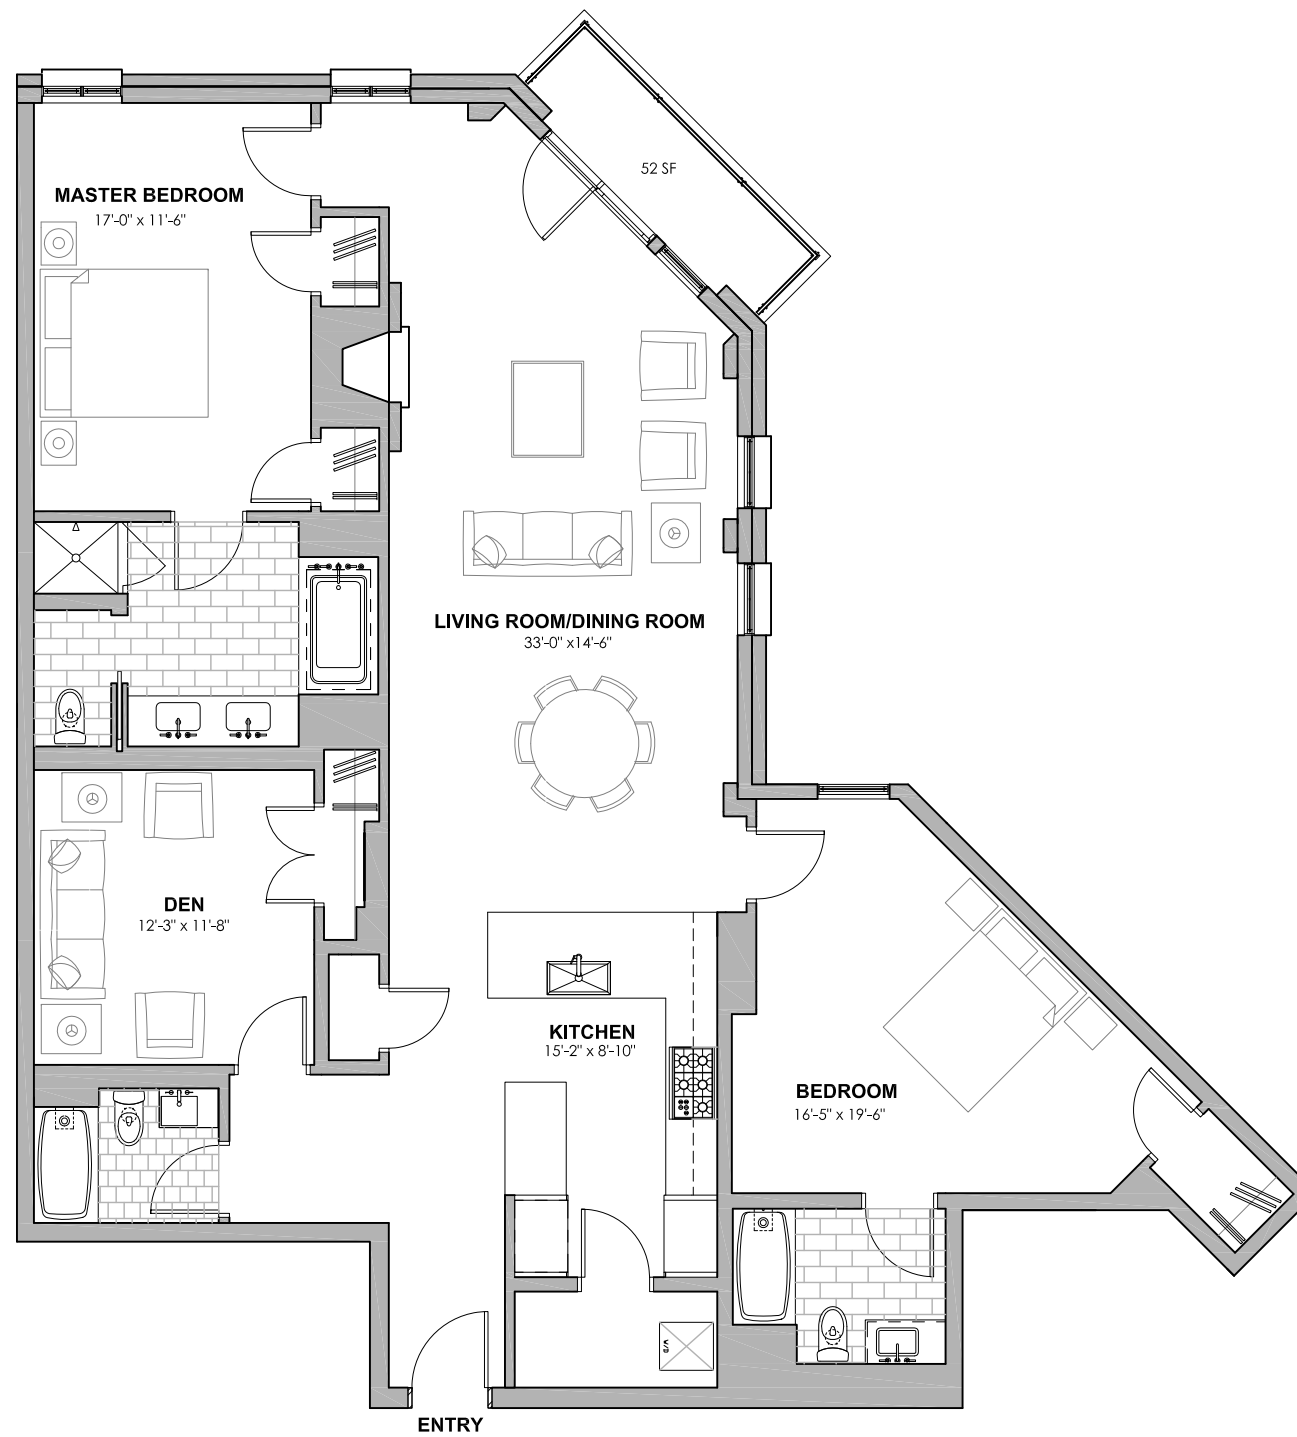 52 SF
MASTER BEDROOM
17'-0" x 11'-6"
LIVING ROOM/DINING ROOM
33'-0" x14'-6"
DEN
12'-3" x 11'-8"
KITCHEN
15'-2" x 8'-10"
BEDROOM
16'-5" x 19'-6"
W/D
ENTRY